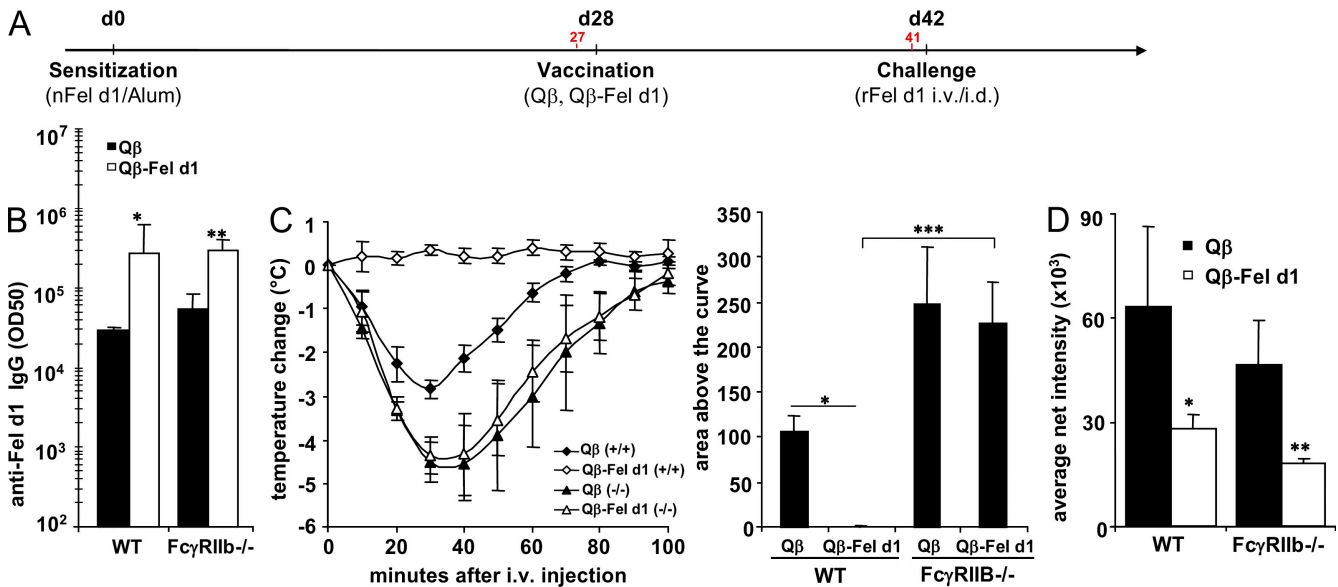 A
d0
d28
d42
27
41
Sensitization
(nFel d1/Alum)
Vaccination
(Qβ, Qβ-Fel d1)
Challenge
(rFel d1 i.v./i.d.)
B
anti-Fel d1 IgG (OD50)
10⁷
10⁶
10⁵
10⁴
10³
10²
Qβ
Qβ-Fel d1
*
**
WT
FcγRIIb-/-
C
temperature change (°C)
1
0
-1
-2
-3
-4
-5
-6
0
20
40
60
80
100
minutes after i.v. injection
Qβ (+/+)
Qβ-Fel d1 (+/+)
Qβ (-/-)
Qβ-Fel d1 (-/-)
area above the curve
350
300
250
200
150
100
50
0
*
***
Qβ
Qβ-Fel d1
Qβ
Qβ-Fel d1
WT
FcγRIIB-/-
D
average net intensity (x10³)
90
60
30
0
Qβ
Qβ-Fel d1
*
**
WT
FcγRIIb-/-